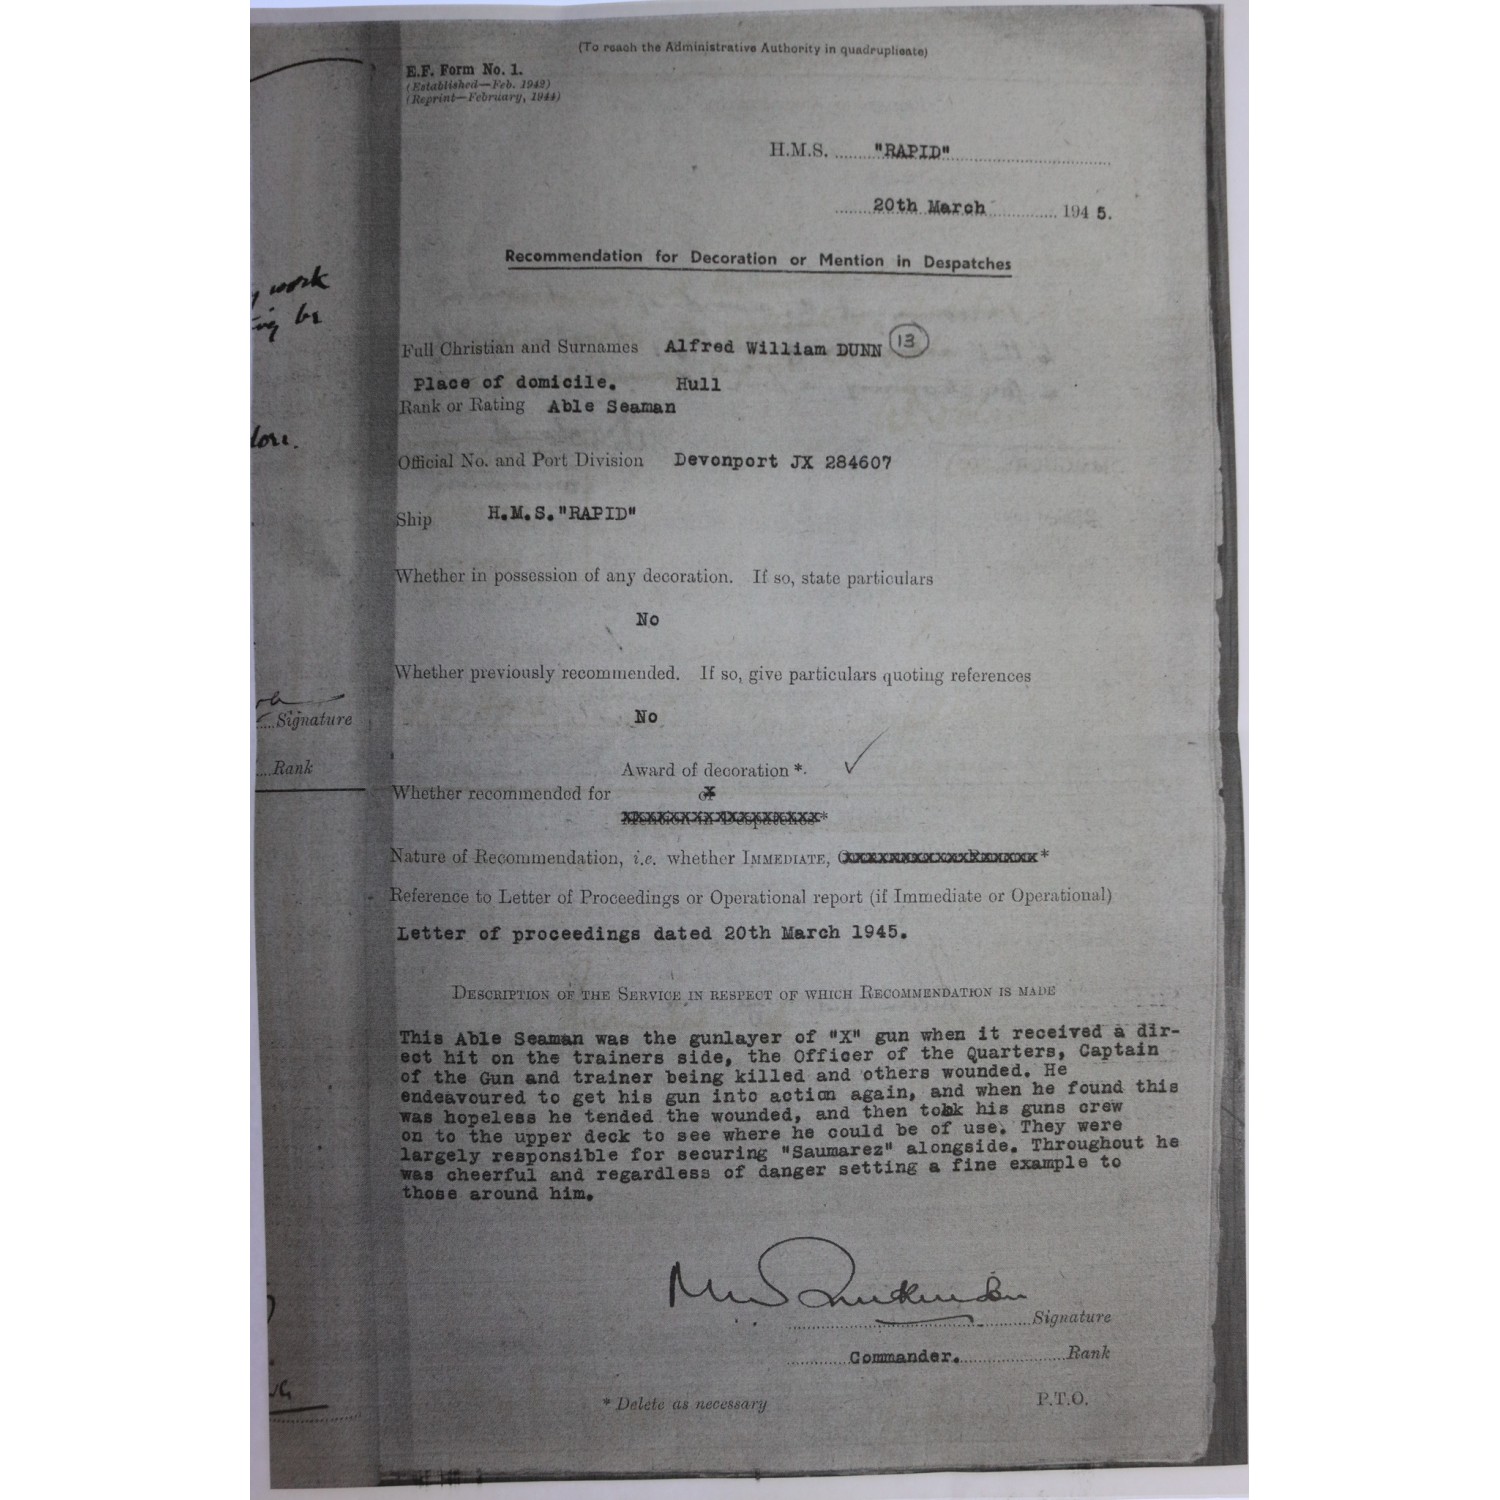 (To reach the Administrative Authority in quadruplicate)
E.F. Form No. 1.
(Established—Feb. 1942)
(Reprint—February, 1944)
H.M.S. "RAPID"
20th March 1945.
Recommendation for Decoration or Mention in Despatches
y work
be
Full Christian and Surnames Alfred William DUNN 13
Place of domicile. Hull
Rank or Rating Able Seaman
Official No. and Port Division Devonport JX 284607
Ship H.M.S."RAPID"
Whether in possession of any decoration. If so, state particulars
No
Whether previously recommended. If so, give particulars quoting references
No
Signature
Rank
Award of decoration *.
Whether recommended for or
Mention in Despatches *
Nature of Recommendation, i.e. whether IMMEDIATE, *
Reference to Letter of Proceedings or Operational report (if Immediate or Operational)
Letter of proceedings dated 20th March 1945.
DESCRIPTION OF THE SERVICE IN RESPECT OF WHICH RECOMMENDATION IS MADE
This Able Seaman was the gunlayer of "X" gun when it received a dir-
ect hit on the trainers side, the Officer of the Quarters, Captain
of the Gun and trainer being killed and others wounded. He
endeavoured to get his gun into action again, and when he found this
was hopeless he tended the wounded, and then took his guns crew
on to the upper deck to see where he could be of use. They were
largely responsible for securing "Saumarez" alongside. Throughout he
was cheerful and regardless of danger setting a fine example to
those around him.
Signature
Commander. Rank
* Delete as necessary
P.T.O.